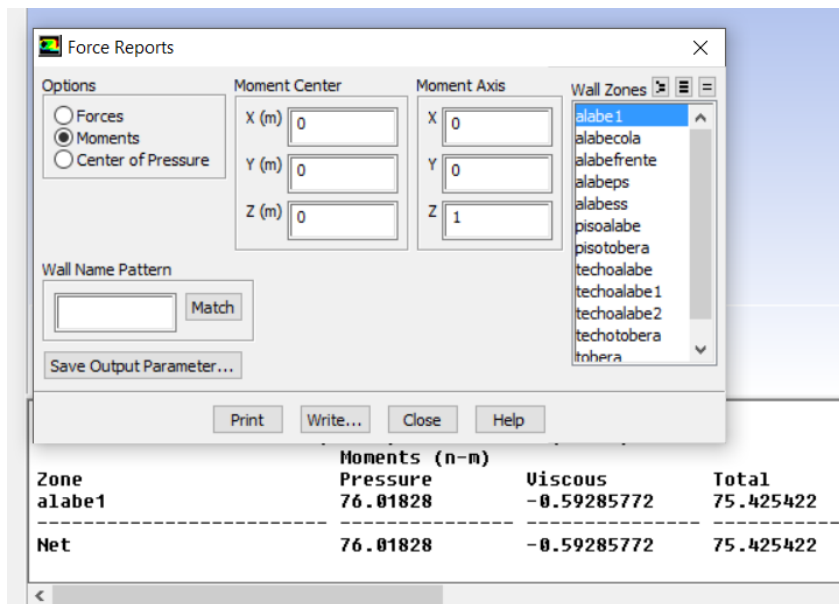 Force Reports
Options
Forces
Moments
Center of Pressure
Moment Center
X (m) 0
Y (m) 0
Z (m) 0
Moment Axis
X 0
Y 0
Z 1
Wall Zones
alabe1
alabecola
alabefrente
alabeps
alabess
pisoalabe
pisotobera
techoalabe
techoalabe1
techoalabe2
techotobera
tobera
Wall Name Pattern
Match
Save Output Parameter...
Print Write... Close Help
Moments (n-m)
Zone Pressure Viscous Total
alabe1 76.01828 -0.59285772 75.425422
------------------------- --------------- --------------- ---------------
Net 76.01828 -0.59285772 75.425422